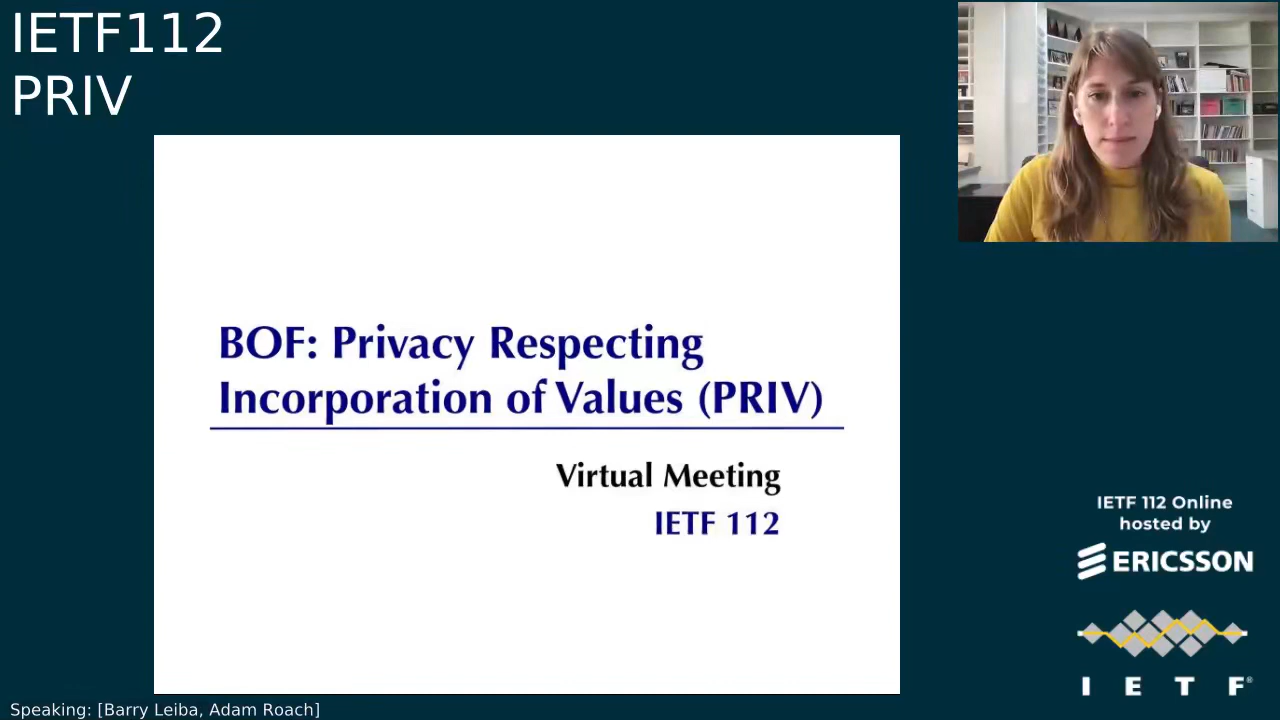 IETF112
PRIV
BOF: Privacy Respecting
Incorporation of Values (PRIV)
Virtual Meeting
IETF 112
IETF 112 Online
hosted by
ERICSSON
I E T F®
Speaking: [Barry Leiba, Adam Roach]